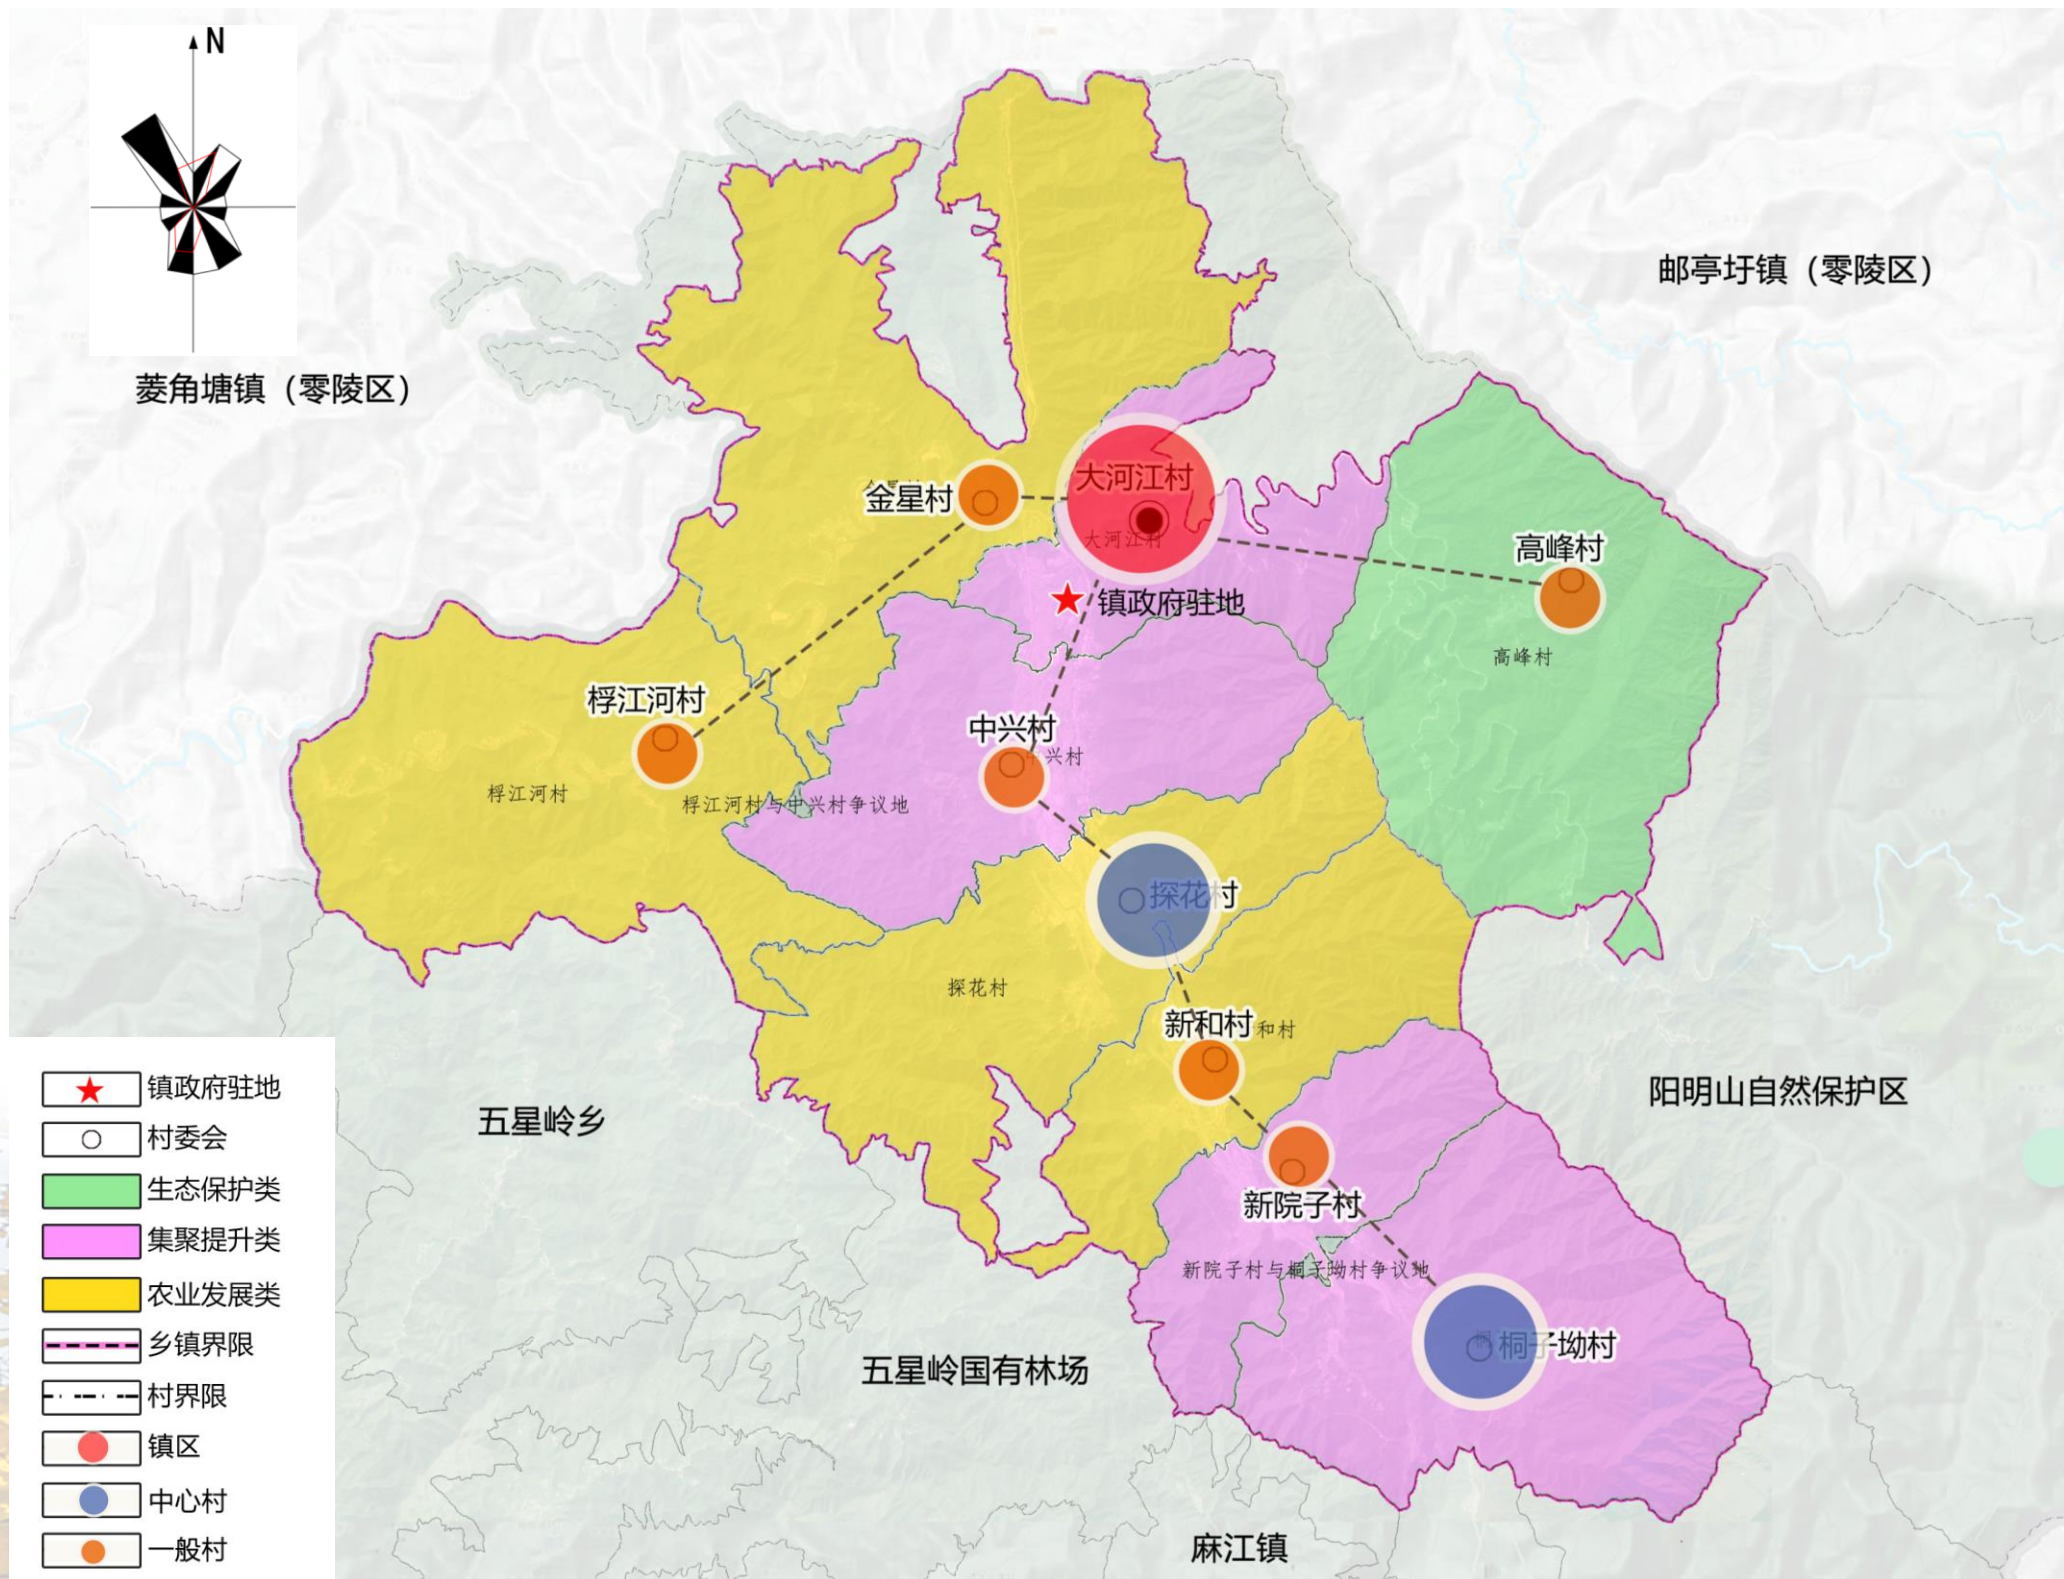 N
邮亭圩镇（零陵区）
菱角塘镇（零陵区）
大河江村
金星村
大河江村
高峰村
镇政府驻地
高峰村
桴江河村
中兴村
中兴村
桴江河村
桴江河村与中兴村争议地
探花村
探花村
新和村
和村
镇政府驻地
五星岭乡
阳明山自然保护区
村委会
生态保护类
新院子村
集聚提升类
新院子村与桐子坳村争议地
农业发展类
乡镇界限
桐子坳村
五星岭国有林场
村界限
镇区
中心村
一般村
麻江镇